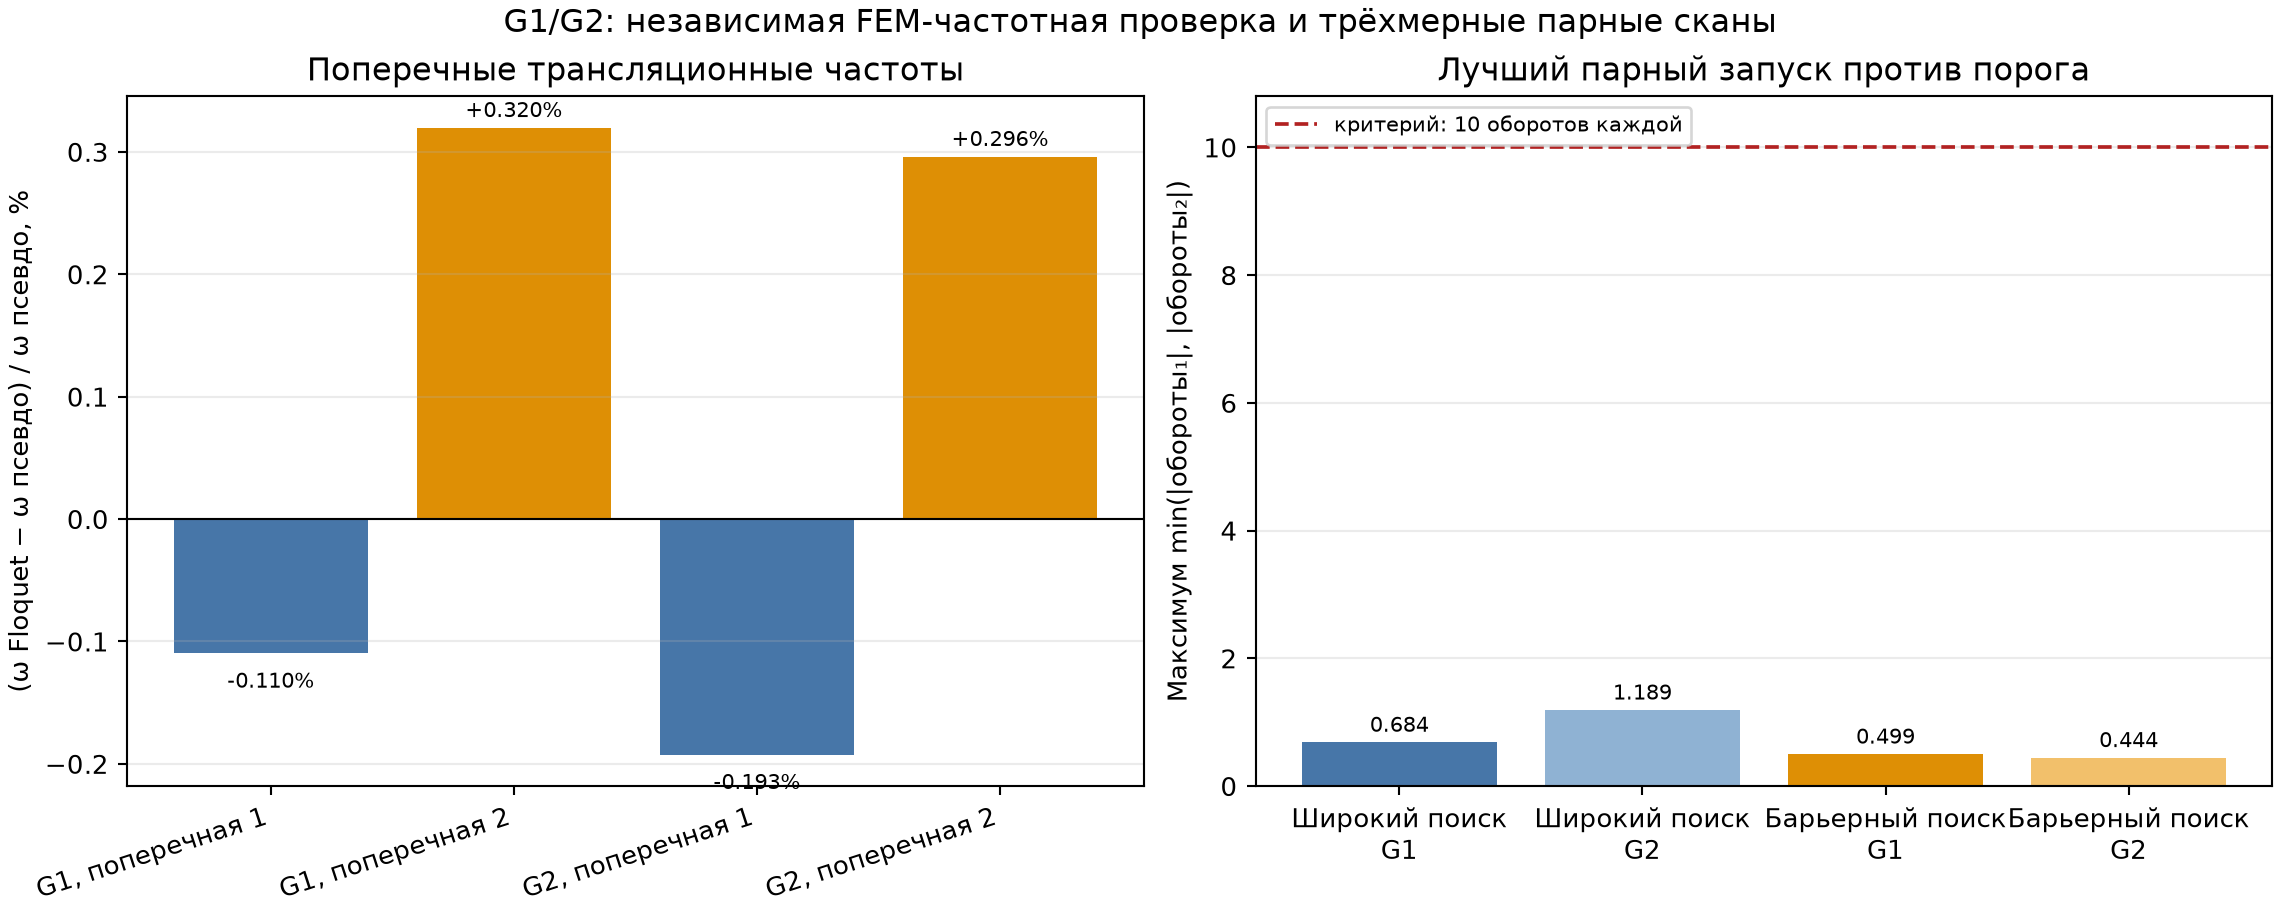 G1/G2: независимая FEM-частотная проверка и трёхмерные парные сканы
Поперечные трансляционные частоты
(ω Floquet − ω псевдо) / ω псевдо, %
0.3
0.2
0.1
0.0
−0.1
−0.2
-0.110%
+0.320%
-0.193%
+0.296%
G1, поперечная 1
G1, поперечная 2
G2, поперечная 1
G2, поперечная 2
Лучший парный запуск против порога
Максимум min(|обороты₁|, |обороты₂|)
10
8
6
4
2
0
критерий: 10 оборотов каждой
0.684
1.189
0.499
0.444
Широкий поиск
G1
Широкий поиск
G2
Барьерный поиск
G1
Барьерный поиск
G2